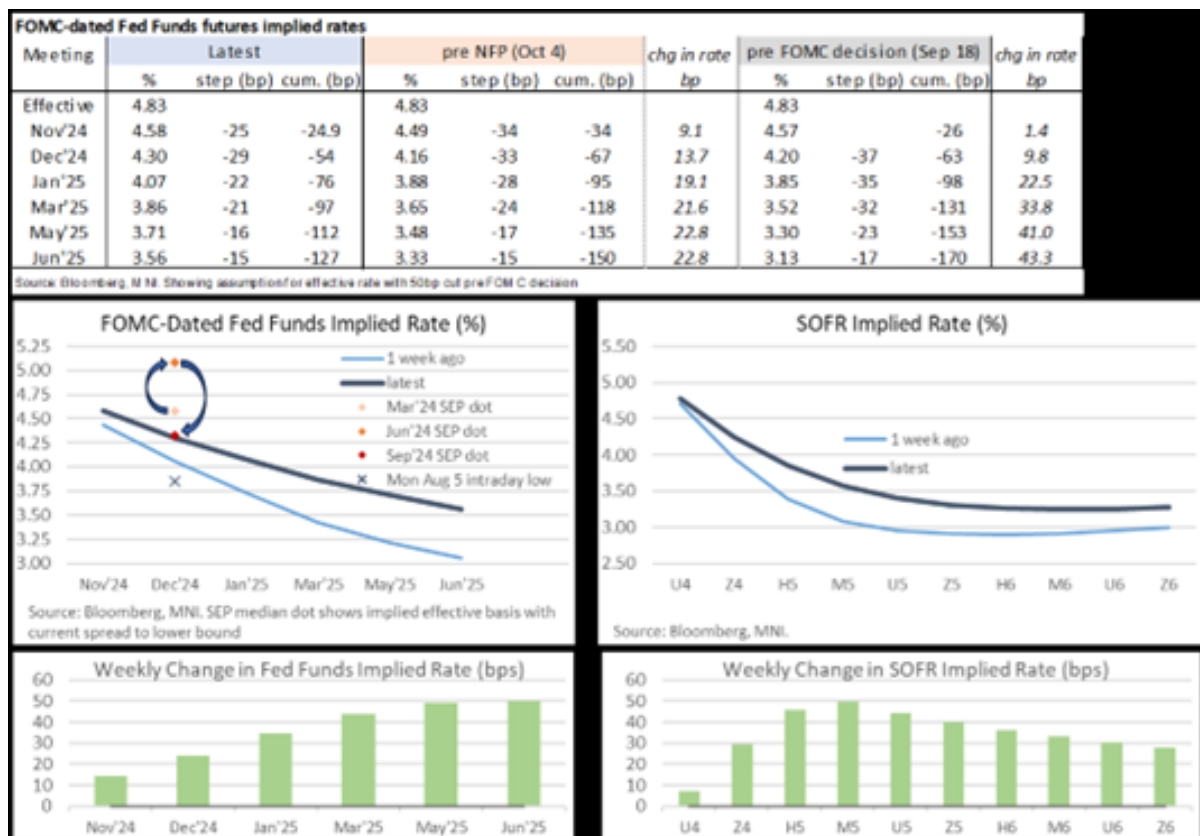 FOMC-dated Fed Funds futures implied rates
Meeting Latest pre NFP (Oct 4) chg in rate pre FOMC decision (Sep 18) chg in rate
% step (bp) cum. (bp) % step (bp) cum. (bp) bp % step (bp) cum. (bp) bp
Effective 4.83 4.83 4.83
Nov'24 4.58 -25 -24.9 4.49 -34 -34 9.1 4.57 -26 1.4
Dec'24 4.30 -29 -54 4.16 -33 -67 13.7 4.20 -37 -63 9.8
Jan'25 4.07 -22 -76 3.88 -28 -95 19.1 3.85 -35 -98 22.5
Mar'25 3.86 -21 -97 3.65 -24 -118 21.6 3.52 -32 -131 33.8
May'25 3.71 -16 -112 3.48 -17 -135 22.8 3.30 -23 -153 41.0
Jun'25 3.56 -15 -127 3.33 -15 -150 22.8 3.13 -17 -170 43.3
Source: Bloomberg, MNI. Showing assumption for effective rate with 50bp cut pre FOMC decision
FOMC-Dated Fed Funds Implied Rate (%)
5.25
5.00
4.75
4.50
4.25
4.00
3.75
3.50
3.25
3.00
1 week ago
latest
Mar'24 SEP dot
Jun'24 SEP dot
Sep'24 SEP dot
Mon Aug 5 intraday low
Nov'24 Dec'24 Jan'25 Mar'25 May'25 Jun'25
Source: Bloomberg, MNI. SEP median dot shows implied effective basis with
current spread to lower bound
SOFR Implied Rate (%)
5.50
5.00
4.50
4.00
3.50
3.00
2.50
1 week ago
latest
U4 Z4 H5 M5 U5 Z5 H6 M6 U6 Z6
Source: Bloomberg, MNI.
Weekly Change in Fed Funds Implied Rate (bps)
60
50
40
30
20
10
0
Nov'24 Dec'24 Jan'25 Mar'25 May'25 Jun'25
Weekly Change in SOFR Implied Rate (bps)
60
50
40
30
20
10
0
U4 Z4 H5 M5 U5 Z5 H6 M6 U6 Z6